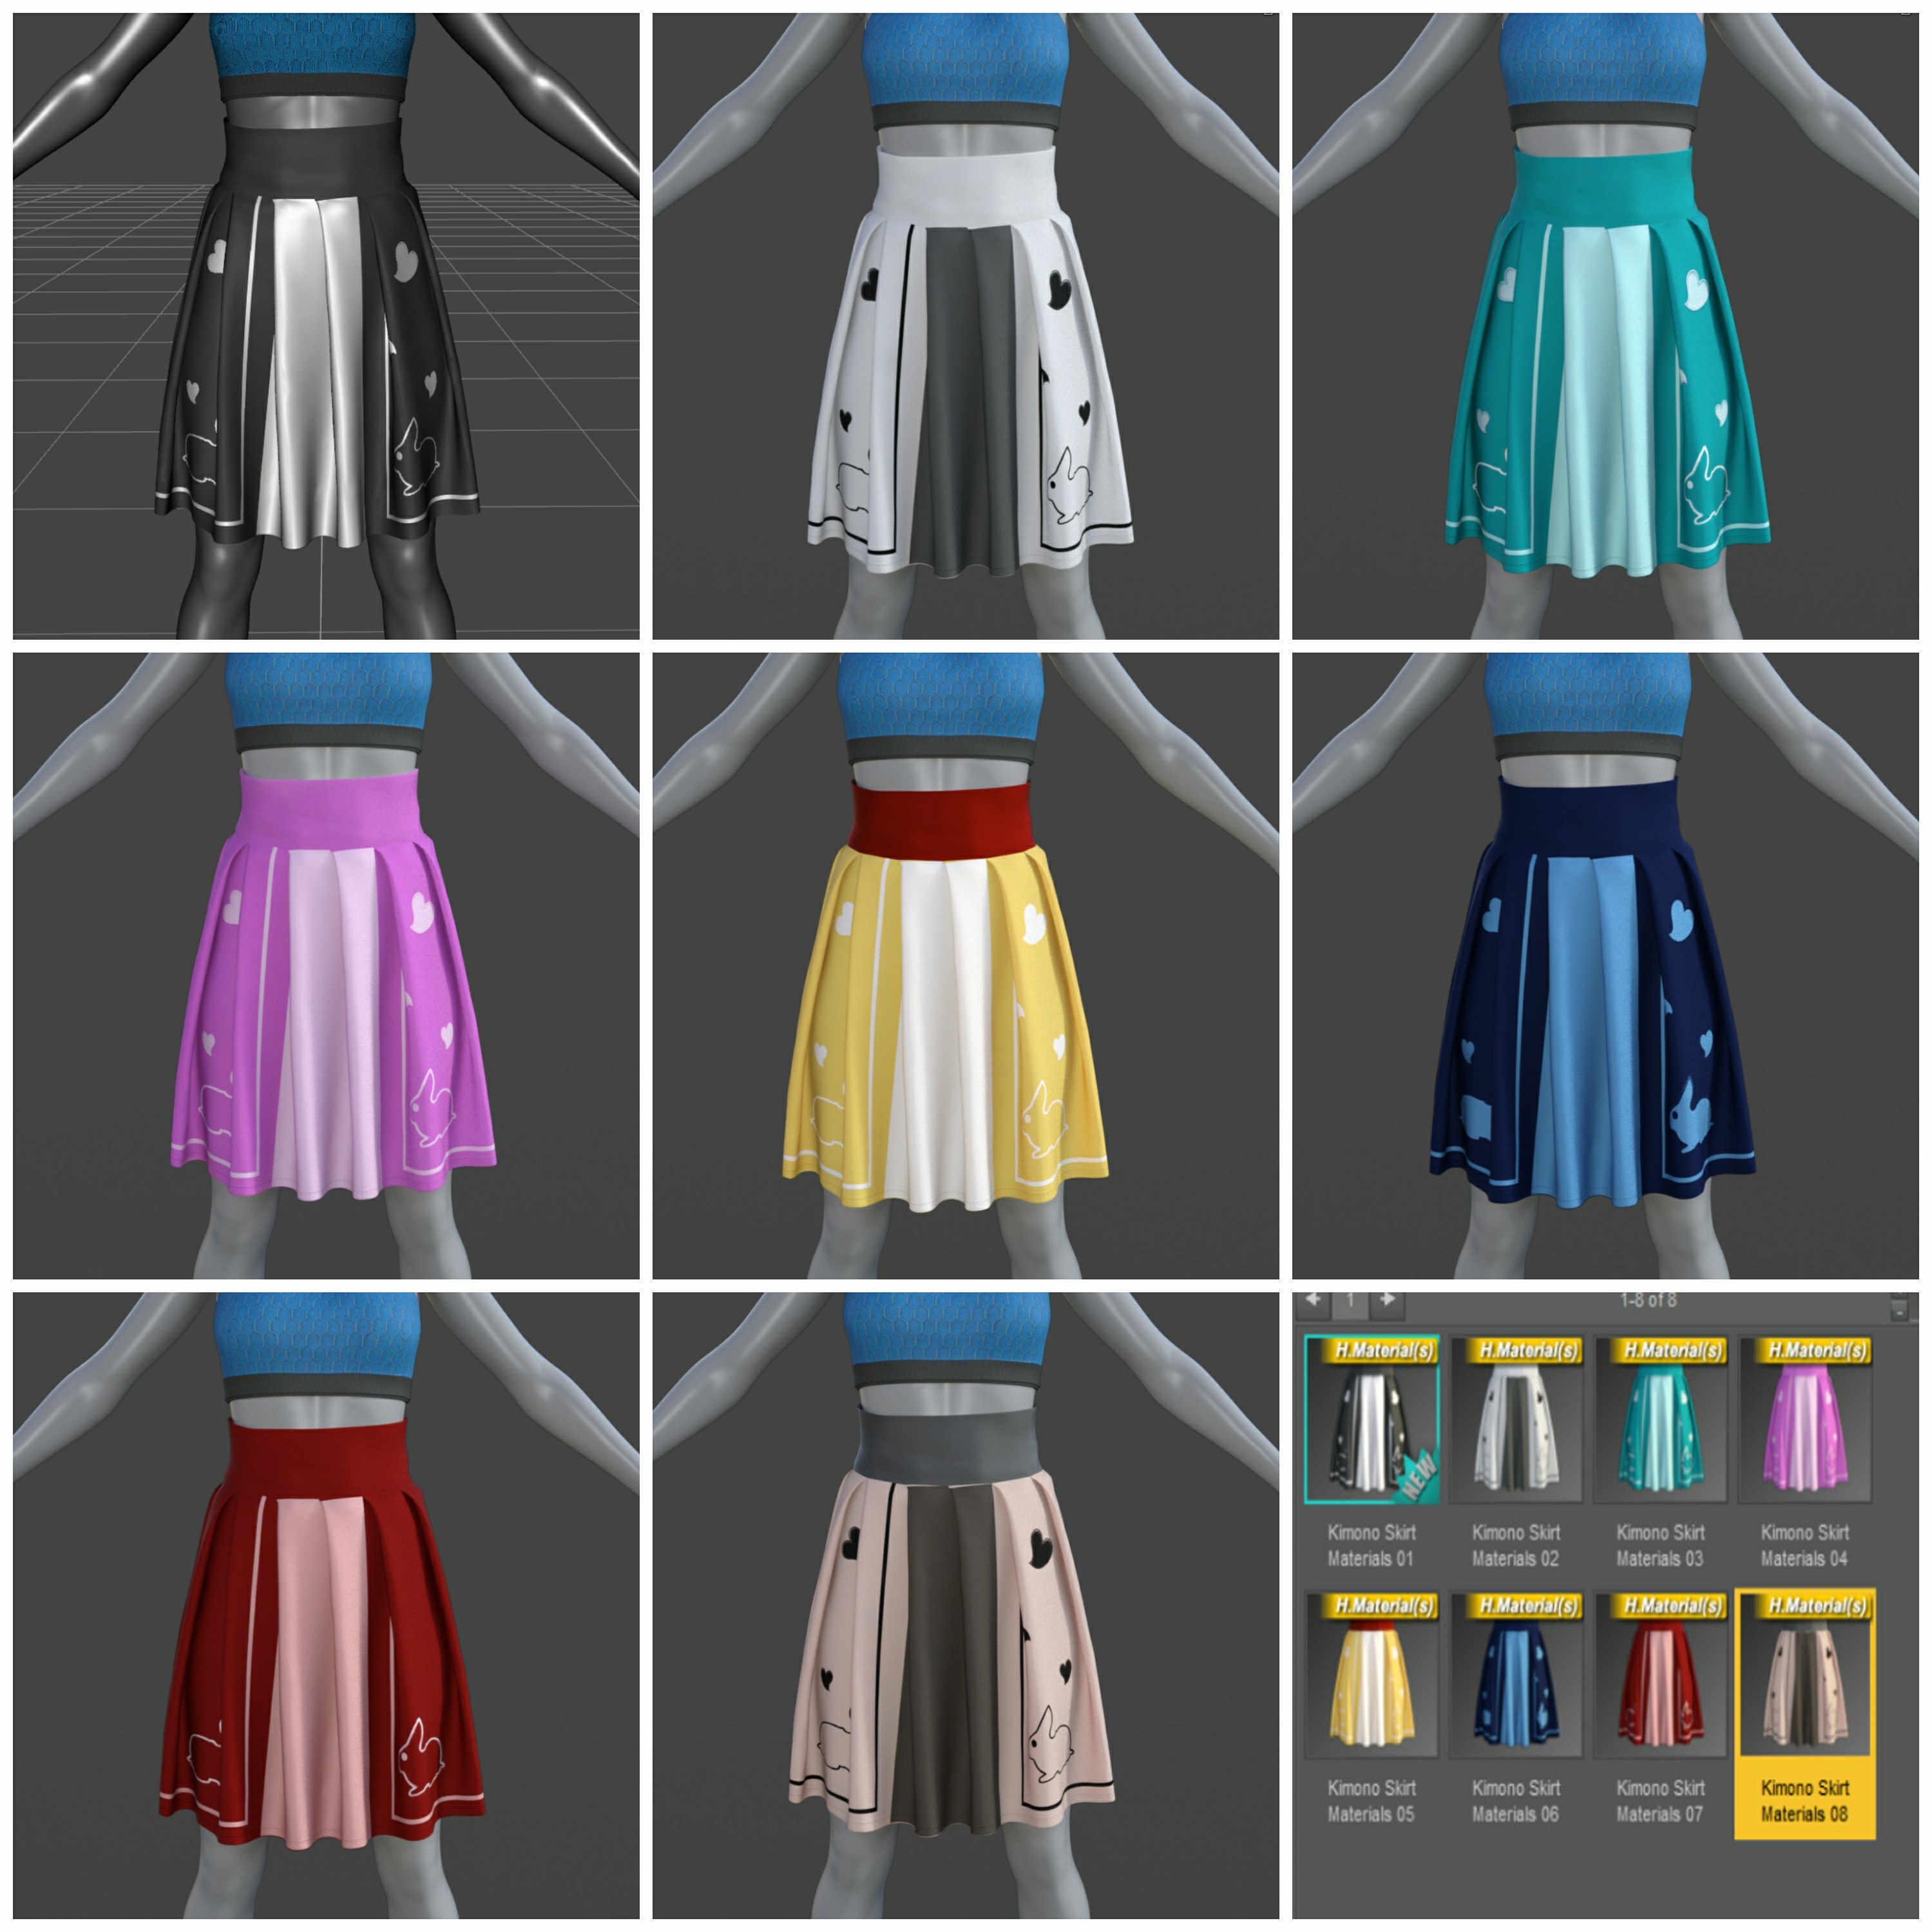 1
1-8 of 8
H.Material(s)
H.Material(s)
H.Material(s)
H.Material(s)
NEW
Kimono Skirt
Materials 01
Kimono Skirt
Materials 02
Kimono Skirt
Materials 03
Kimono Skirt
Materials 04
H.Material(s)
H.Material(s)
H.Material(s)
H.Material(s)
Kimono Skirt
Materials 05
Kimono Skirt
Materials 06
Kimono Skirt
Materials 07
Kimono Skirt
Materials 08